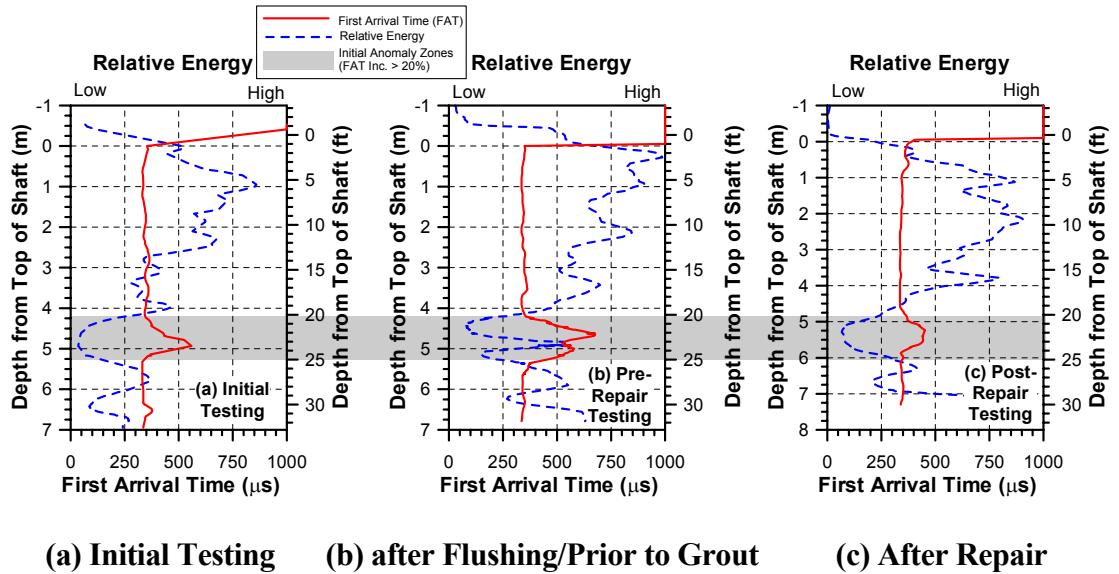 First Arrival Time (FAT)
Relative Energy
Initial Anomaly Zones
(FAT Inc. > 20%)
Relative Energy
Low High
-1
0
1
2
3
4
5
6
7
Depth from Top of Shaft (m)
0
5
10
15
20
25
30
Depth from Top of Shaft (ft)
(a) Initial
Testing
0 250 500 750 1000
First Arrival Time (μs)
Relative Energy
Low High
-1
0
1
2
3
4
5
6
7
Depth from Top of Shaft (m)
0
5
10
15
20
25
30
Depth from Top of Shaft (ft)
(b) Pre-
Repair
Testing
0 250 500 750 1000
First Arrival Time (μs)
Relative Energy
Low High
-1
0
1
2
3
4
5
6
7
8
Depth from Top of Shaft (m)
0
5
10
15
20
25
30
Depth from Top of Shaft (ft)
(c) Post-
Repair
Testing
0 250 500 750 1000
First Arrival Time (μs)
(a) Initial Testing (b) after Flushing/Prior to Grout (c) After Repair